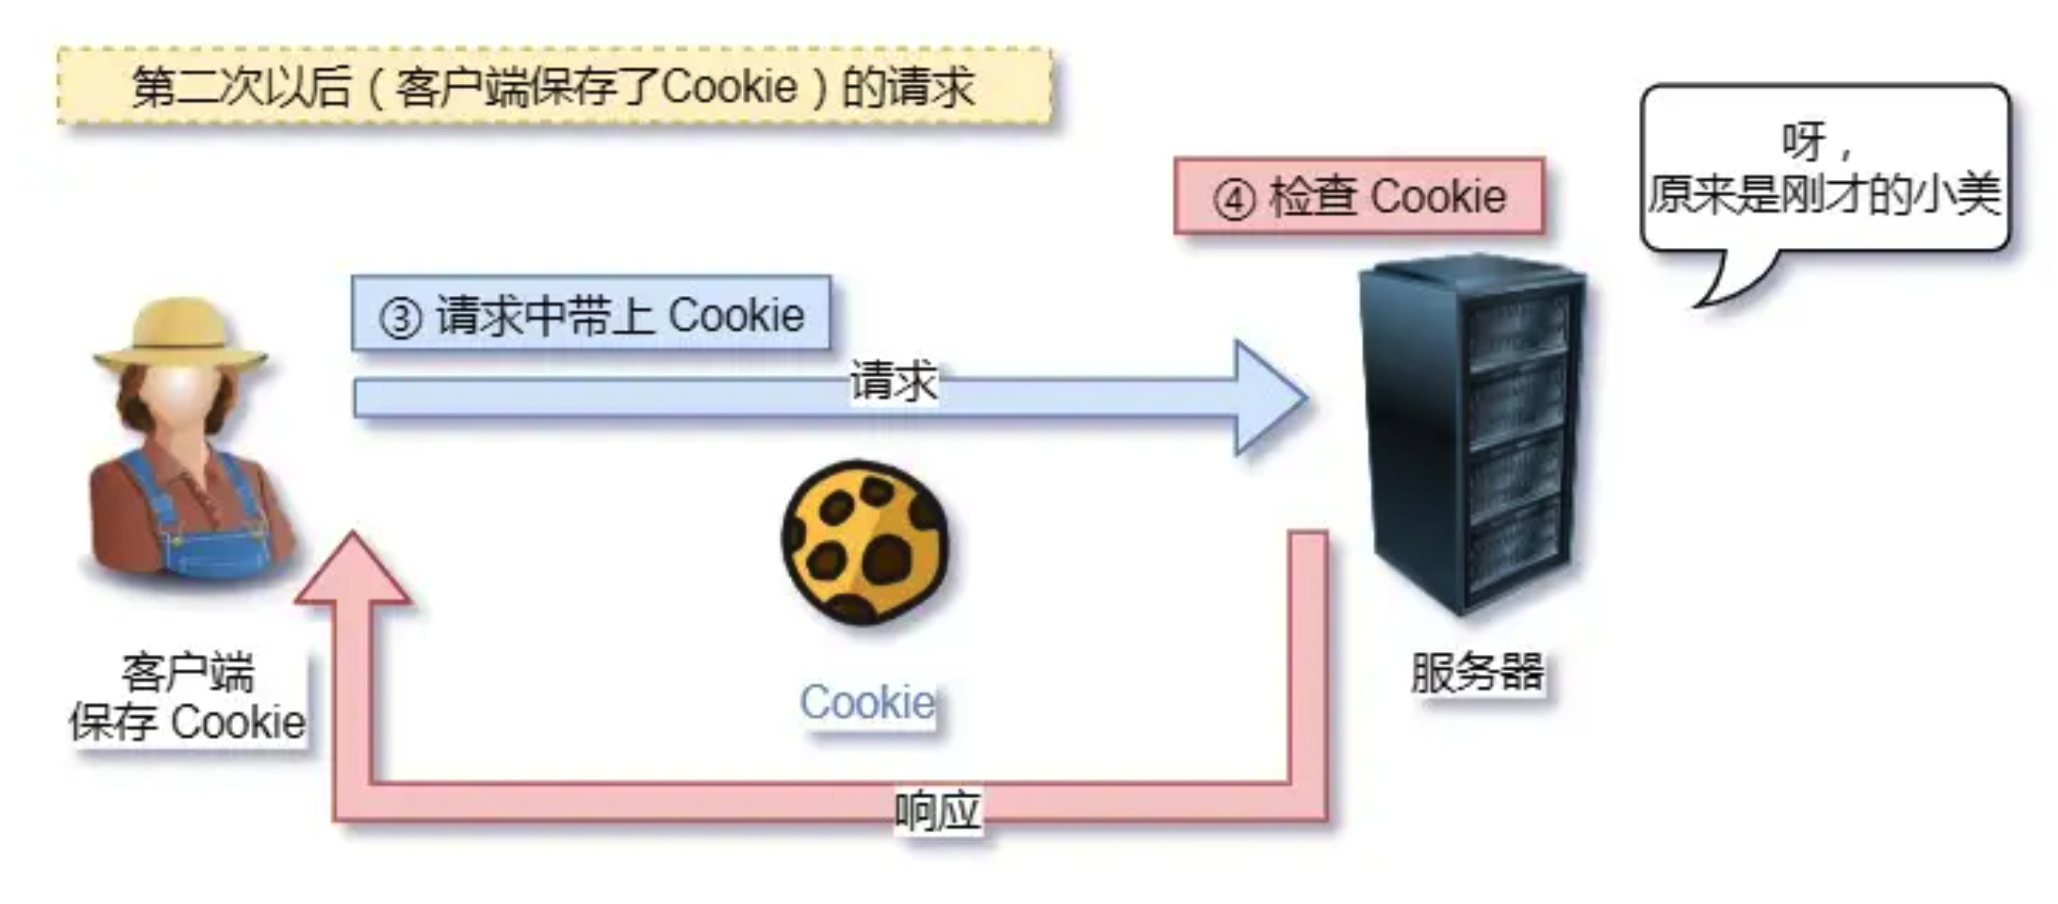 第二次以后（客户端保存了Cookie）的请求
呀，
原来是刚才的小美
④ 检查 Cookie
③ 请求中带上 Cookie
请求
客户端
保存 Cookie
Cookie
服务器
响应